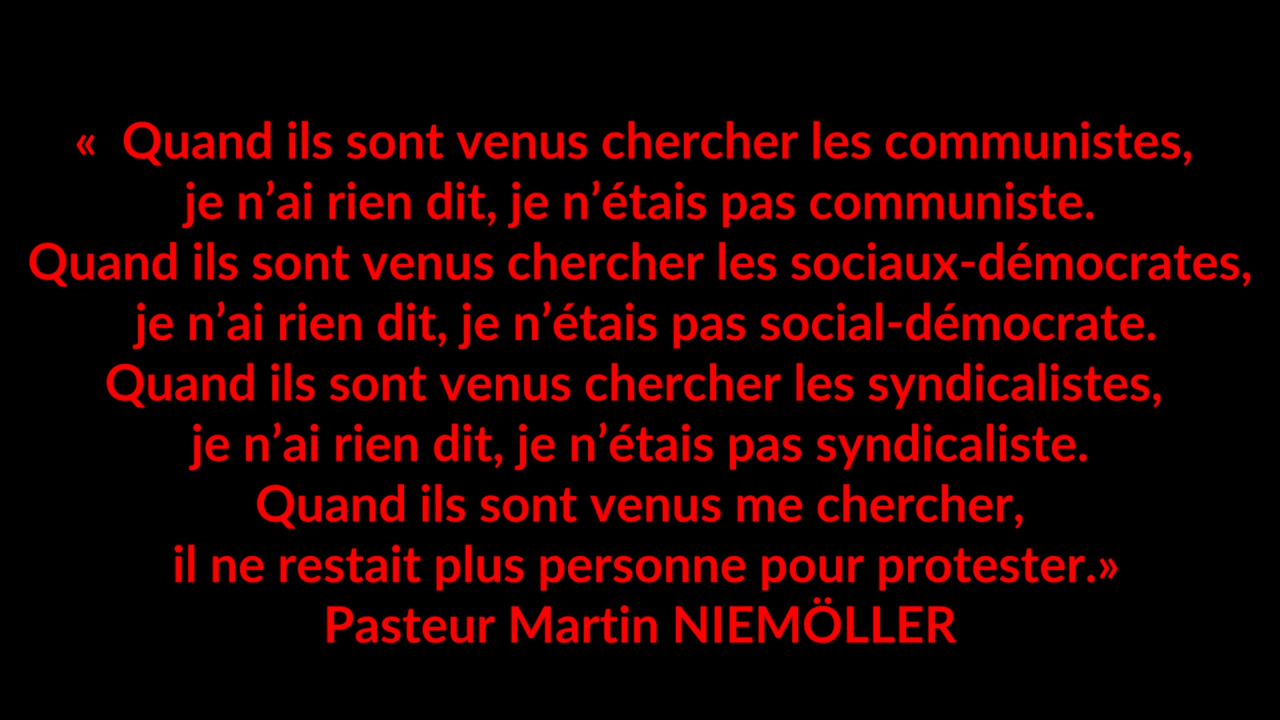 «  Quand ils sont venus chercher les communistes,
je n’ai rien dit, je n’étais pas communiste.
Quand ils sont venus chercher les sociaux-démocrates,
je n’ai rien dit, je n’étais pas social-démocrate.
Quand ils sont venus chercher les syndicalistes,
je n’ai rien dit, je n’étais pas syndicaliste.
Quand ils sont venus me chercher,
il ne restait plus personne pour protester.»
Pasteur Martin NIEMÖLLER